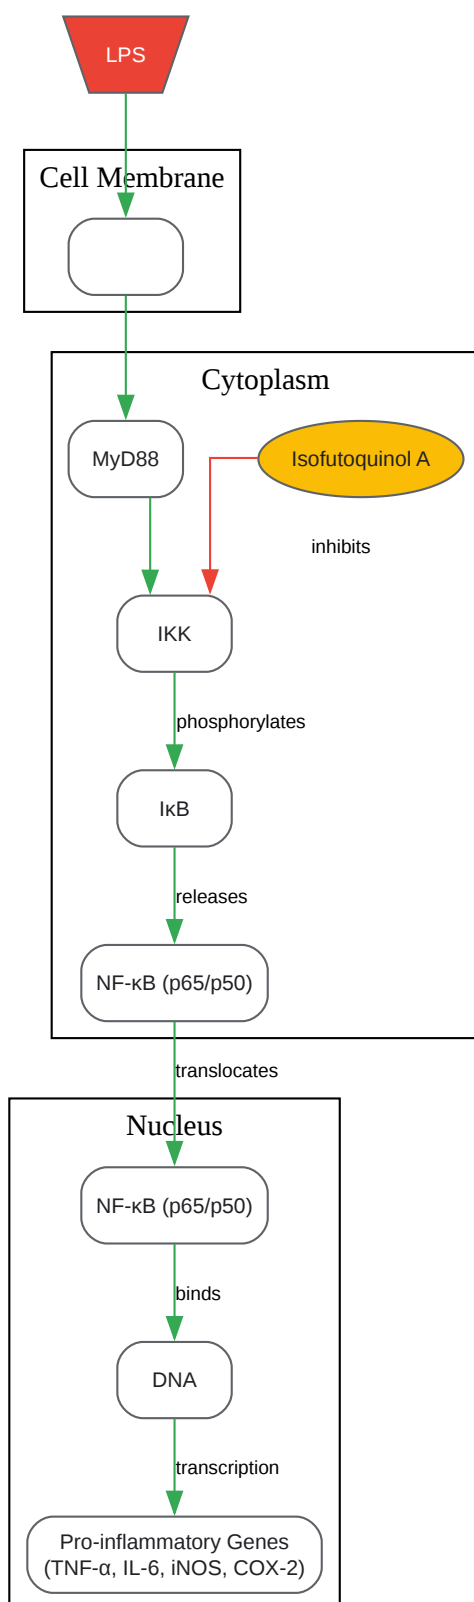 LPS
Cell Membrane
Cytoplasm
MyD88
Isofutoquinol A
inhibits
IKK
phosphorylates
IκB
releases
NF-κB (p65/p50)
translocates
Nucleus
NF-κB (p65/p50)
binds
DNA
transcription
Pro-inflammatory Genes
(TNF-α, IL-6, iNOS, COX-2)